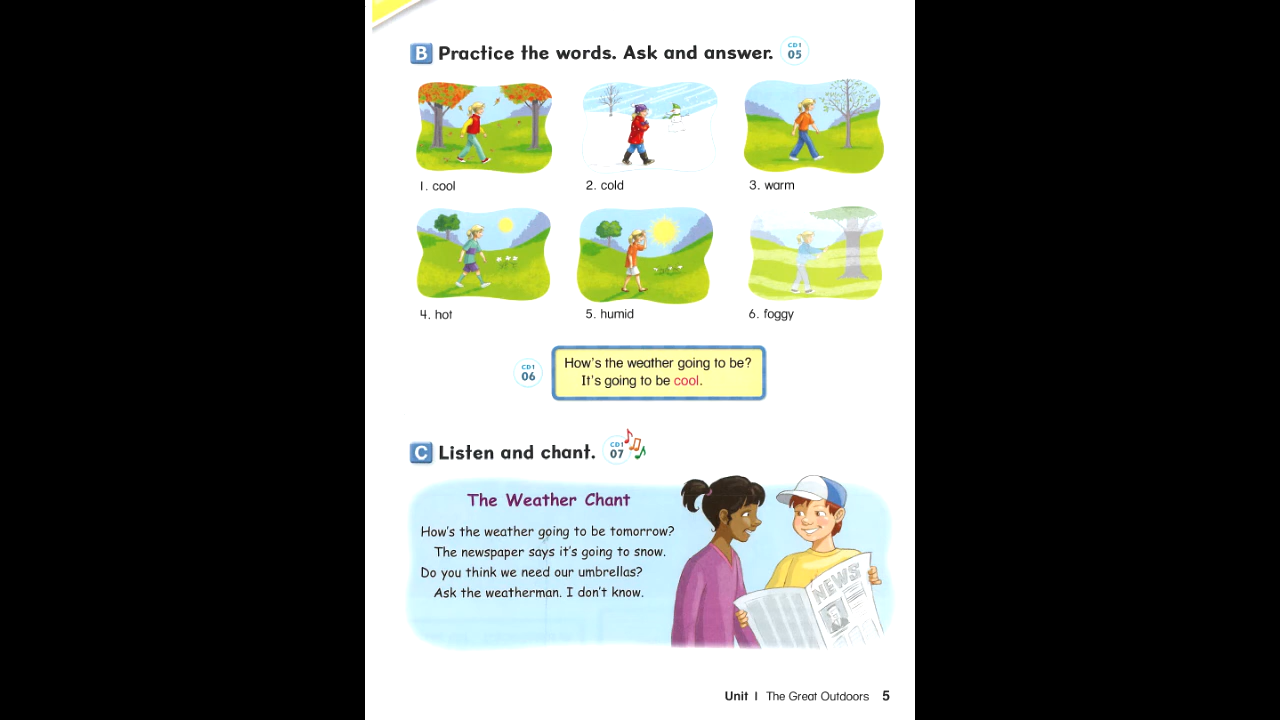 B Practice the words. Ask and answer. CD1 05
1. cool
2. cold
3. warm
4. hot
5. humid
6. foggy
CD1 06
How's the weather going to be?
It's going to be cool.
C Listen and chant. CD1 07
The Weather Chant
How's the weather going to be tomorrow?
The newspaper says it's going to snow.
Do you think we need our umbrellas?
Ask the weatherman. I don't know.
NEWS
Unit 1 The Great Outdoors 5